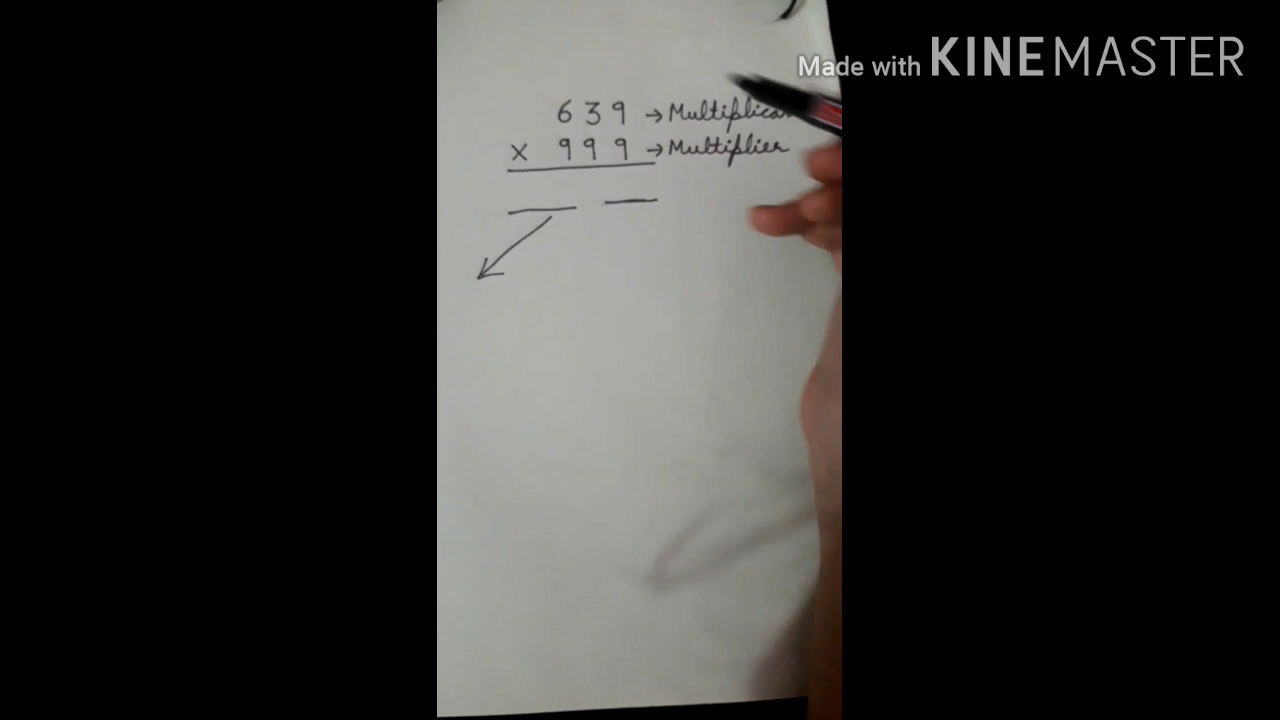 Made with KINEMASTER
639 → Multiplican
× 999 → Multiplier